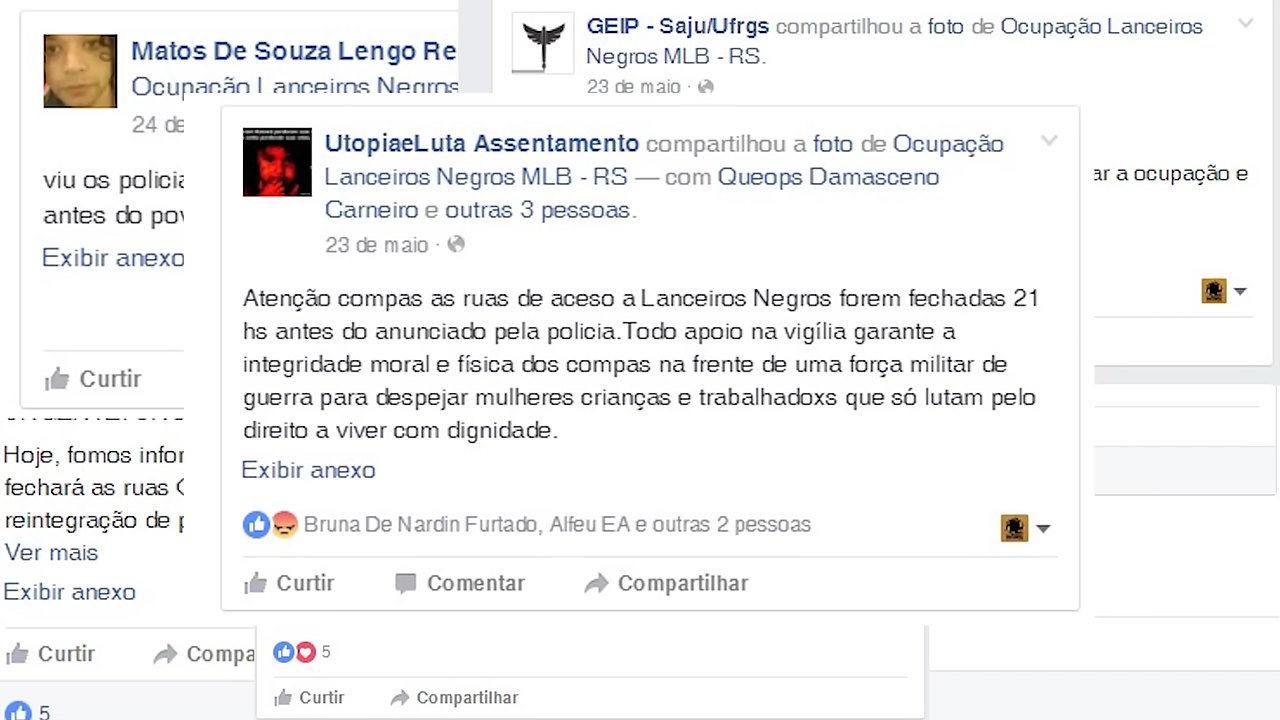 Matos De Souza Lengo Re
Ocupação Lanceiros Negros
24 de
viu os policia
antes do pov
Exibir anexo
Curtir
GEIP - Saju/Ufrgs compartilhou a foto de Ocupação Lanceiros
Negros MLB - RS.
23 de maio ·
ar a ocupação e
UtopiaeLuta Assentamento compartilhou a foto de Ocupação
Lanceiros Negros MLB - RS — com Queops Damasceno
Carneiro e outras 3 pessoas.
23 de maio ·
Atenção compas as ruas de aceso a Lanceiros Negros forem fechadas 21
hs antes do anunciado pela policia.Todo apoio na vigília garante a
integridade moral e física dos compas na frente de uma força militar de
guerra para despejar mulheres crianças e trabalhadoxs que só lutam pelo
direito a viver com dignidade.
Exibir anexo
Bruna De Nardin Furtado, Alfeu EA e outras 2 pessoas
Curtir Comentar Compartilhar
Hoje, fomos infor
fechará as ruas
reintegração de p
Ver mais
Exibir anexo
Curtir Compa
5
5
Curtir Compartilhar